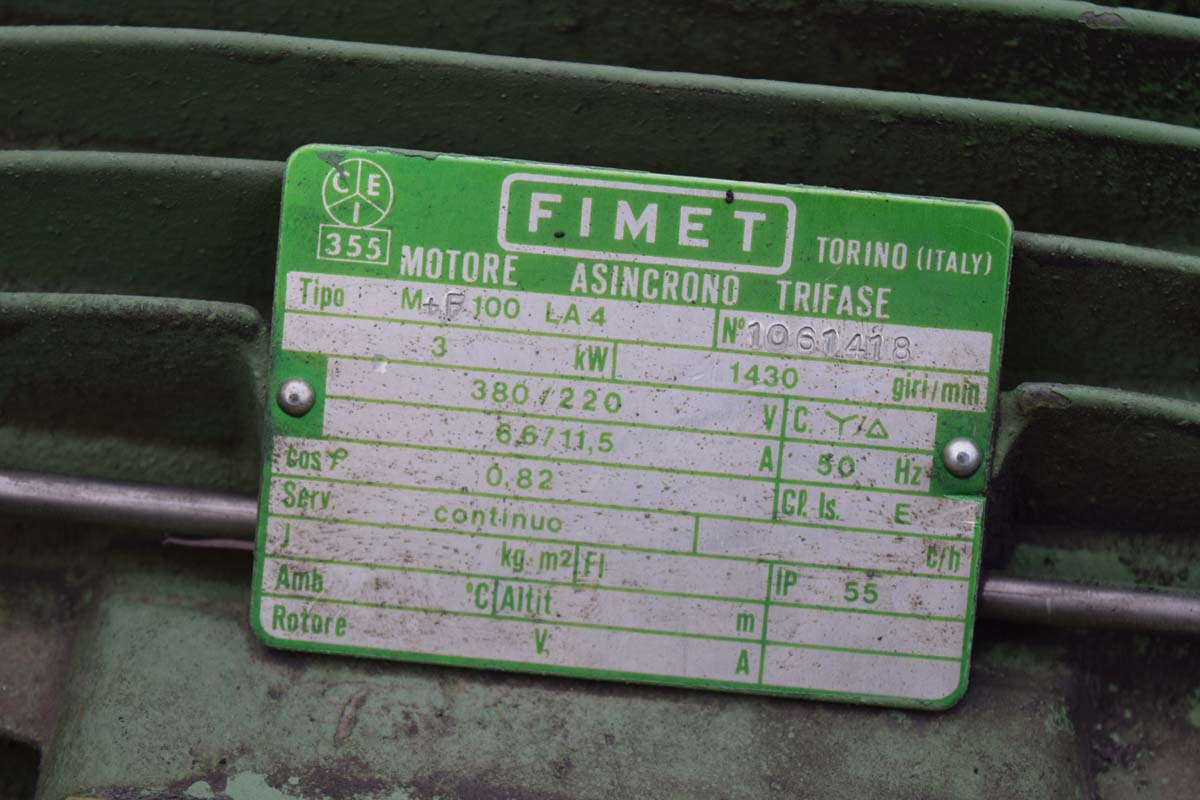 C E I
355
FIMET
TORINO (ITALY)
MOTORE ASINCRONO TRIFASE
Tipo M+F 100 LA 4 N° 1061418
3 kW 1430 giri/min
380/220 V C. Y/Δ
6,6/11,5 A 50 Hz
Cos φ 0,82 Cl. Is. E
Serv. continuo c/h
J kg m2 FI IP 55
Amb. °C Altit. m
Rotore V, A